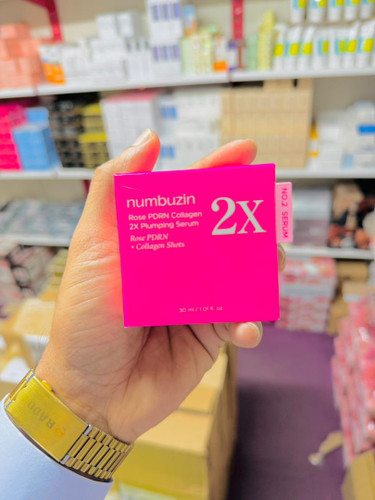 numbuzin
Rose PDRN Collagen
2X Plumping Serum
Rose PDRN
+ Collagen Shots
2X
NO.2 SERUM
30 ml / 1.01 fl. oz